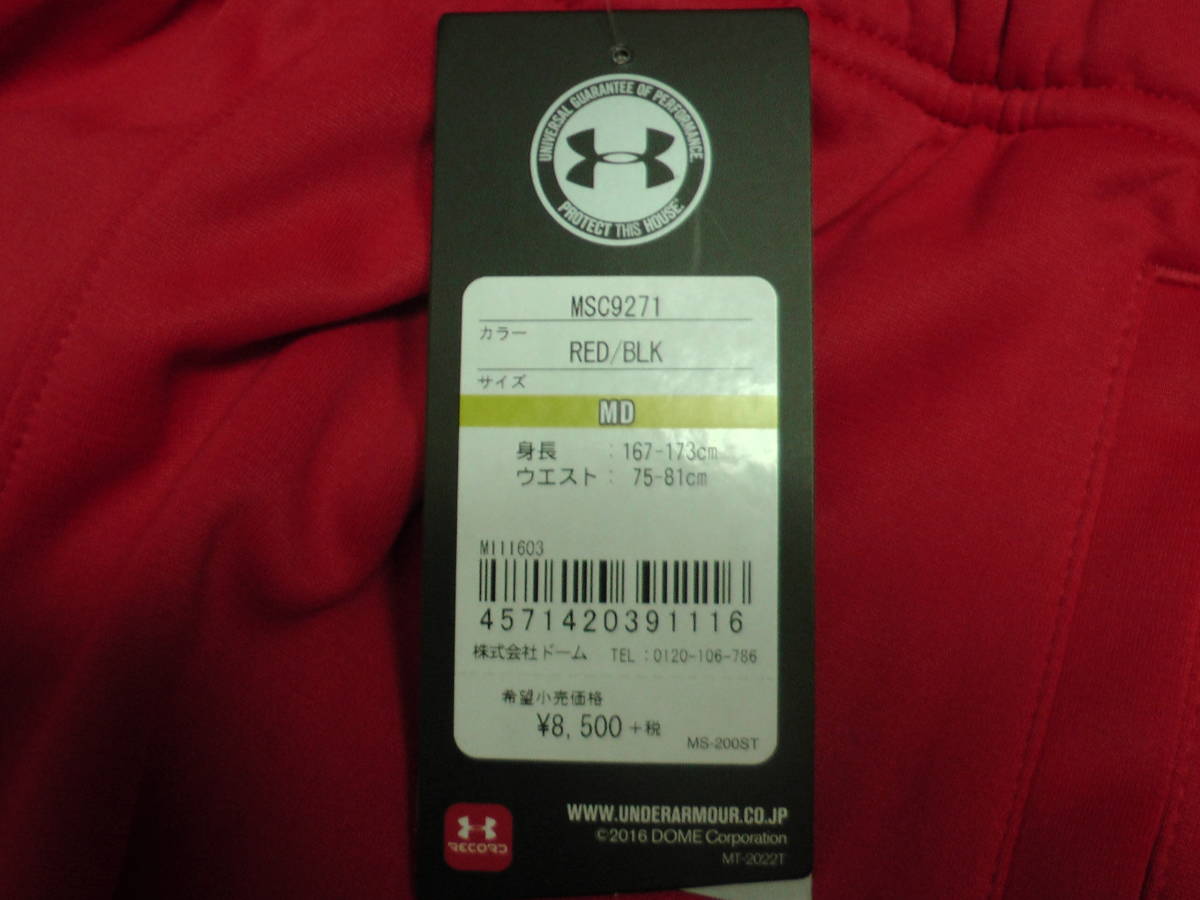 UNIVERSAL GUARANTEE OF PERFORMANCE.
PROTECT THIS HOUSE.
MSC9271
カラー
RED/BLK
サイズ
MD
身長 : 167-173cm
ウエスト : 75-81cm
M111603
4571420391116
株式会社ドーム TEL : 0120-106-786
希望小売価格
¥8,500 +税
MS-200ST
RECORD
WWW.UNDERARMOUR.CO.JP
©2016 DOME Corporation
MT-2022T